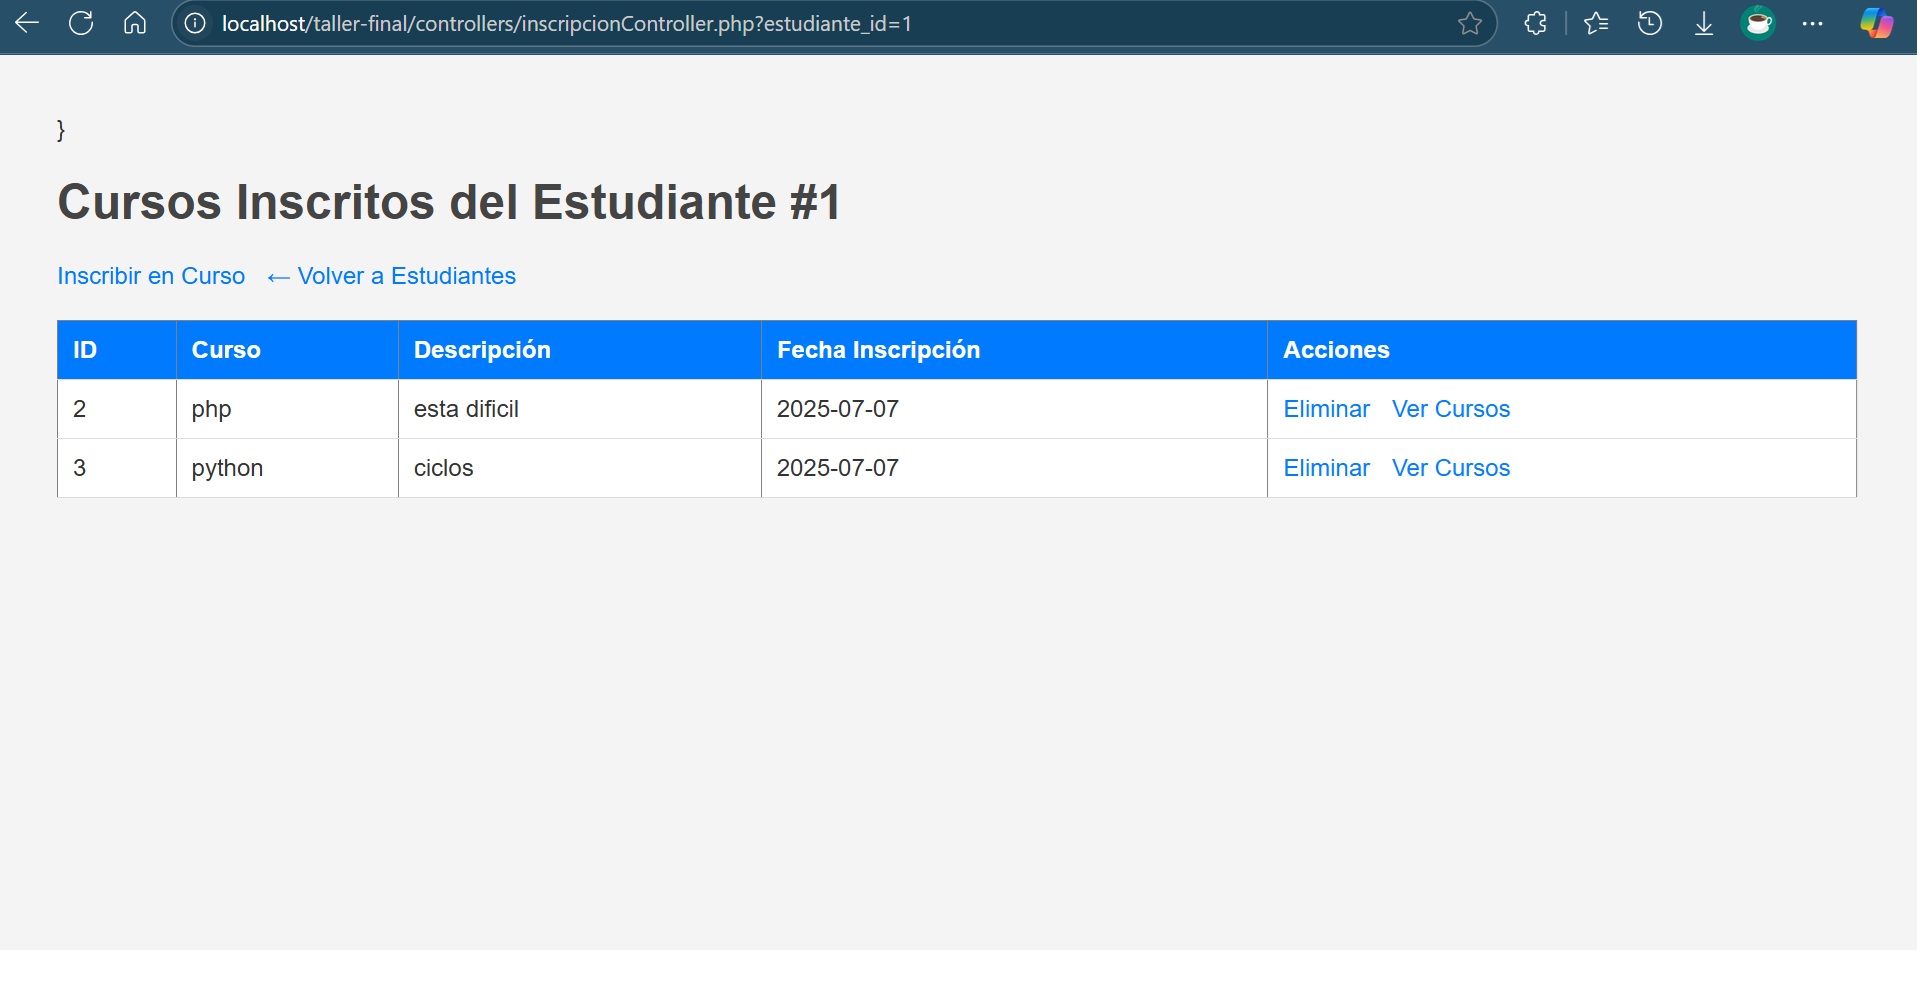 localhost/taller-final/controllers/inscripcionController.php?estudiante_id=1
}
Cursos Inscritos del Estudiante #1
Inscribir en Curso ← Volver a Estudiantes
ID Curso Descripción Fecha Inscripción Acciones
2 php esta dificil 2025-07-07 Eliminar Ver Cursos
3 python ciclos 2025-07-07 Eliminar Ver Cursos